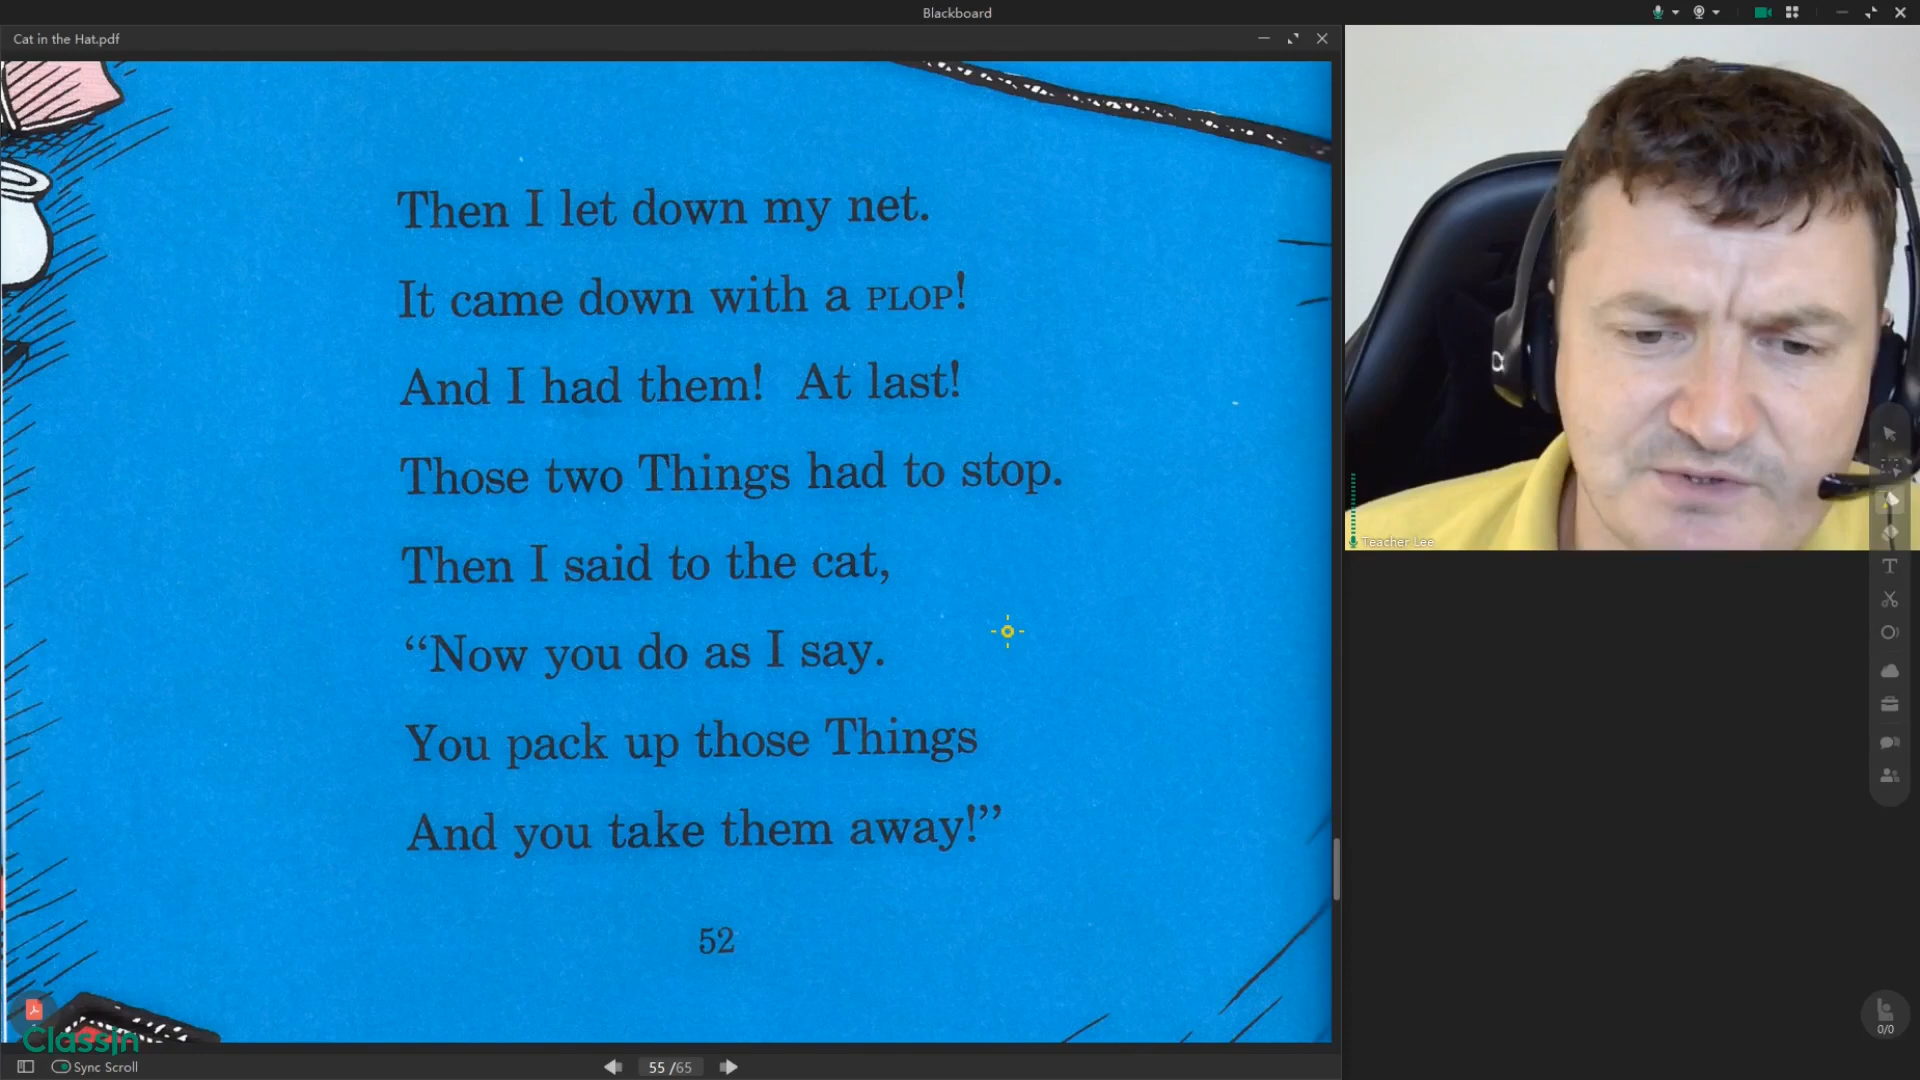 Blackboard
Cat in the Hat.pdf
Then I let down my net.
It came down with a PLOP!
And I had them! At last!
Those two Things had to stop.
Then I said to the cat,
“Now you do as I say.
You pack up those Things
And you take them away!”
52
Teacher Lee
ClassIn
Sync Scroll
55 /65
0/0